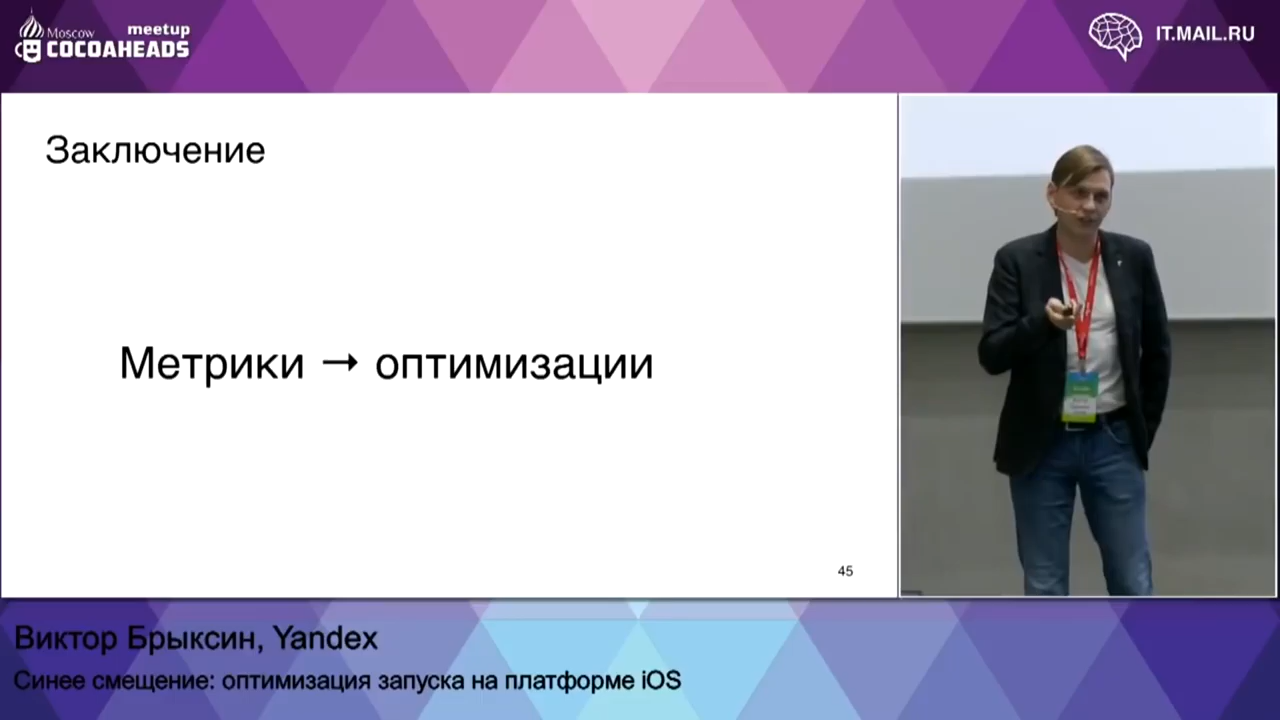 Moscow meetup
COCOAHEADS
IT.MAIL.RU
Заключение
Метрики → оптимизации
45
Виктор Брыксин, Yandex
Синее смещение: оптимизация запуска на платформе iOS